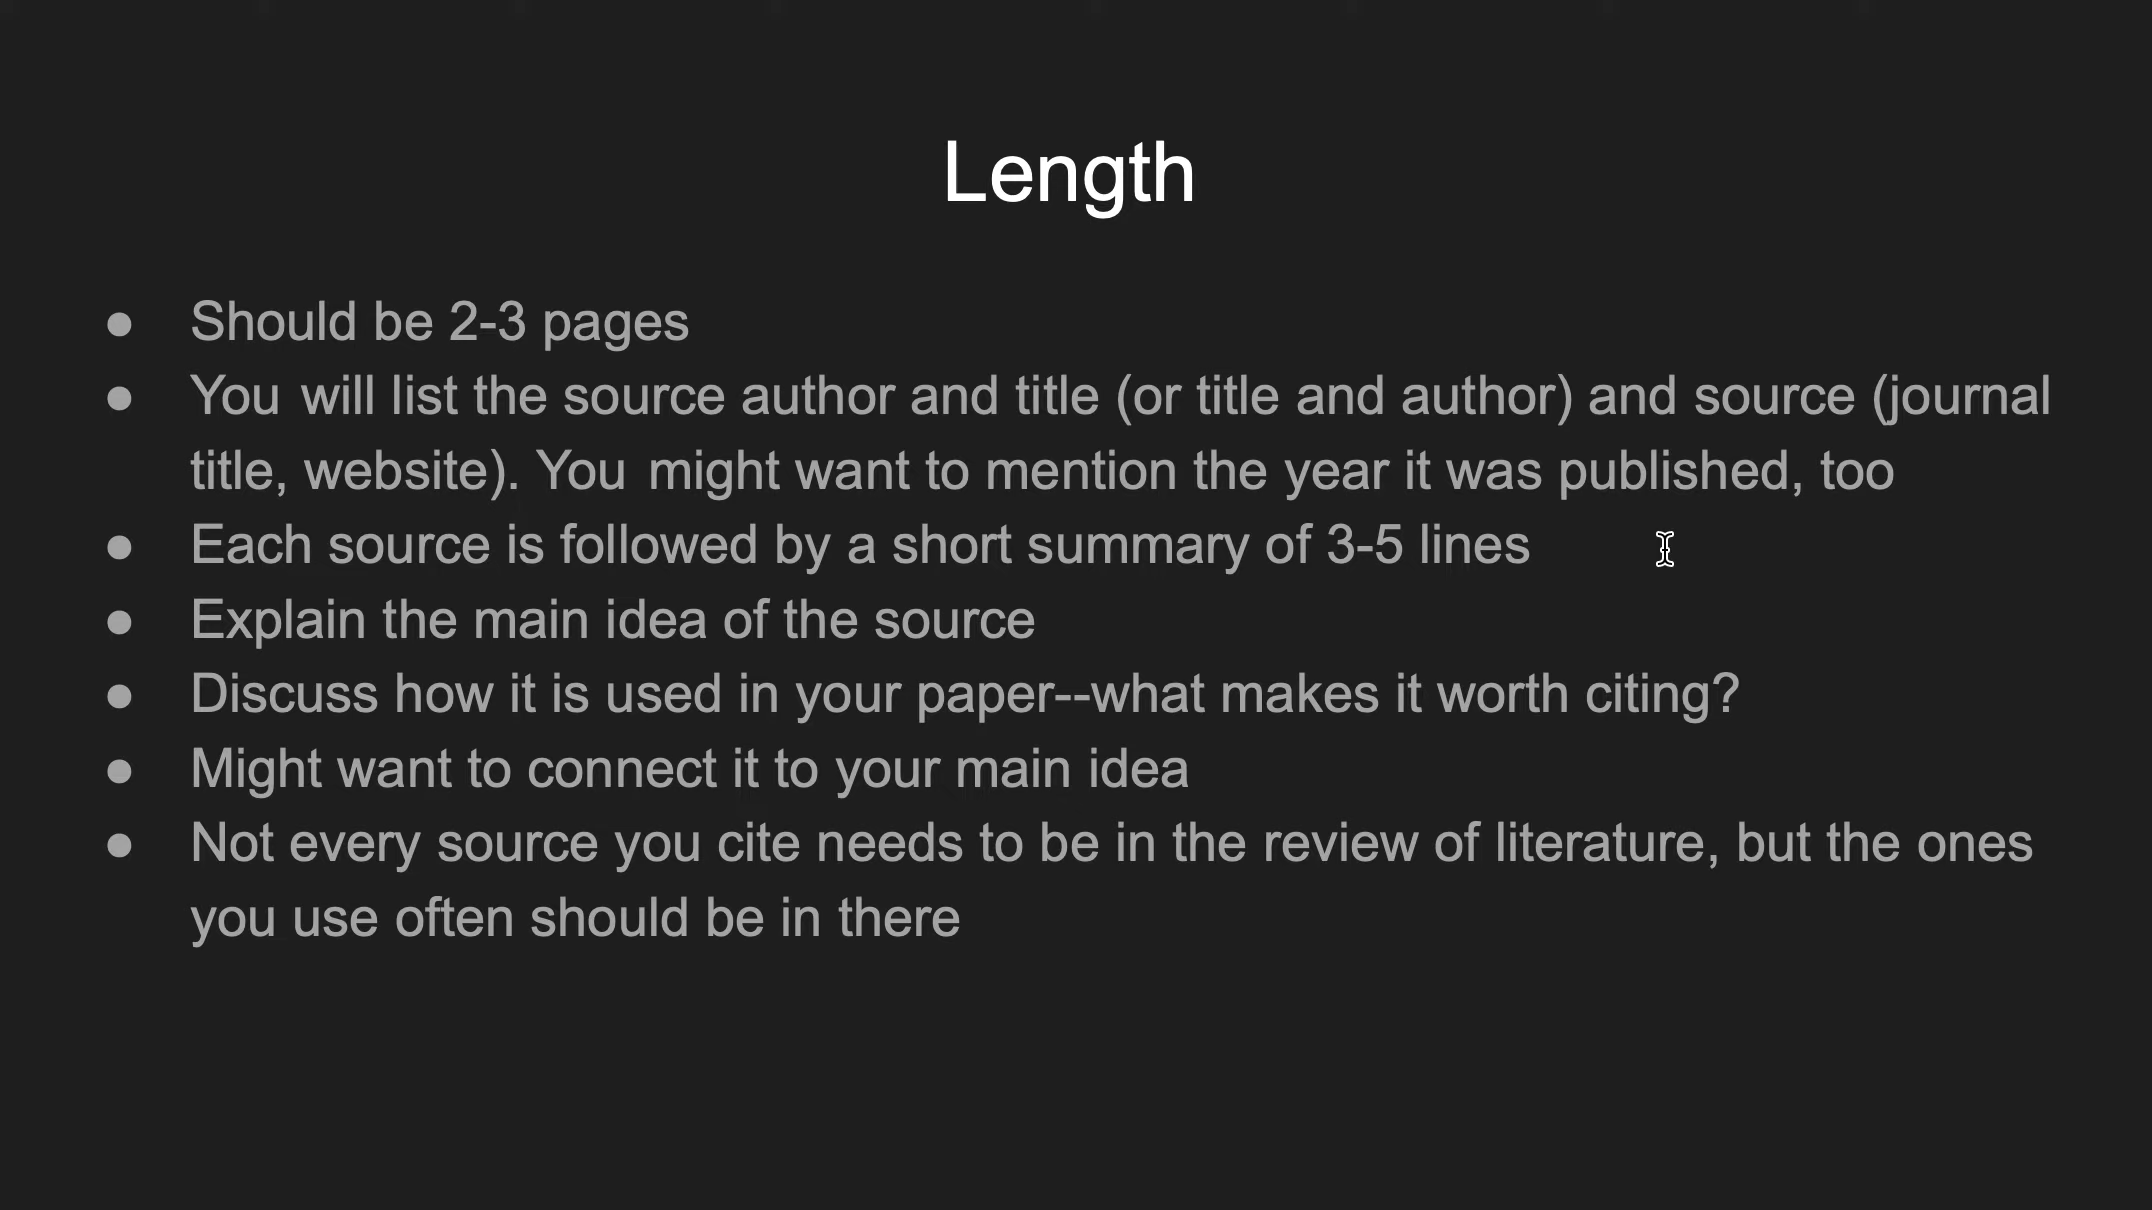 Length
● Should be 2-3 pages
● You will list the source author and title (or title and author) and source (journal
title, website). You might want to mention the year it was published, too
● Each source is followed by a short summary of 3-5 lines
● Explain the main idea of the source
● Discuss how it is used in your paper--what makes it worth citing?
● Might want to connect it to your main idea
● Not every source you cite needs to be in the review of literature, but the ones
you use often should be in there